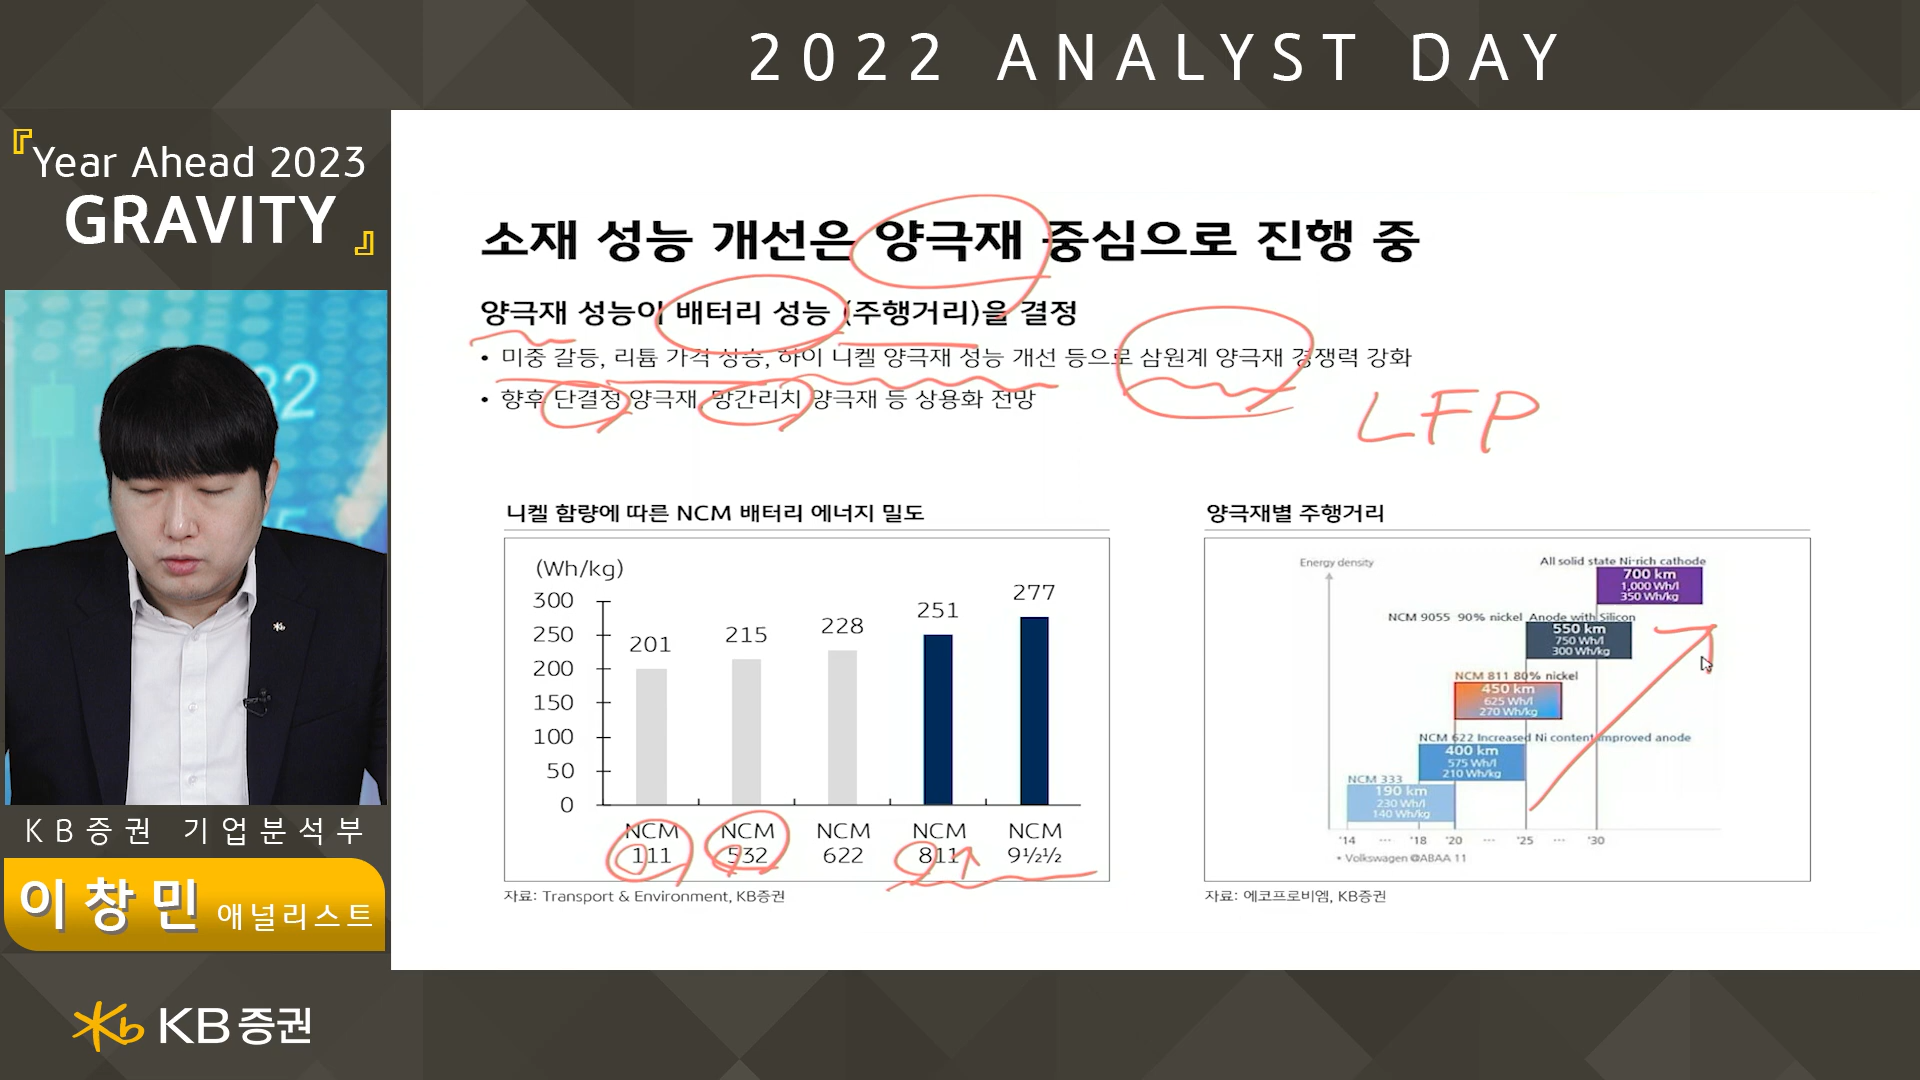 2022 ANALYST DAY
『Year Ahead 2023
GRAVITY』
소재 성능 개선은 양극재 중심으로 진행 중
양극재 성능이 배터리 성능 (주행거리)을 결정
• 미중 갈등, 리튬 가격 상승, 하이 니켈 양극재 성능 개선 등으로 삼원계 양극재 경쟁력 강화
• 향후 단결정 양극재, 망간리치 양극재 등 상용화 전망
LFP
니켈 함량에 따른 NCM 배터리 에너지 밀도
(Wh/kg)
300
250
200
150
100
50
0
201
215
228
251
277
NCM 111
NCM 532
NCM 622
NCM 811
NCM 9½½
자료: Transport & Environment, KB증권
양극재별 주행거리
Energy density
All solid state Ni-rich cathode
700 km
1,000 Wh/l
350 Wh/kg
NCM 9055 90% nickel Anode with Silicon
550 km
750 Wh/l
300 Wh/kg
NCM 811 80% nickel
450 km
625 Wh/l
270 Wh/kg
NCM 622 Increased Ni content improved anode
400 km
575 Wh/l
210 Wh/kg
NCM 333
190 km
230 Wh/l
140 Wh/kg
'14 ... '18 '20 ... '25 ... '30
• Volkswagen @ABAA 11
자료: 에코프로비엠, KB증권
KB증권 기업분석부
이창민 애널리스트
KB증권